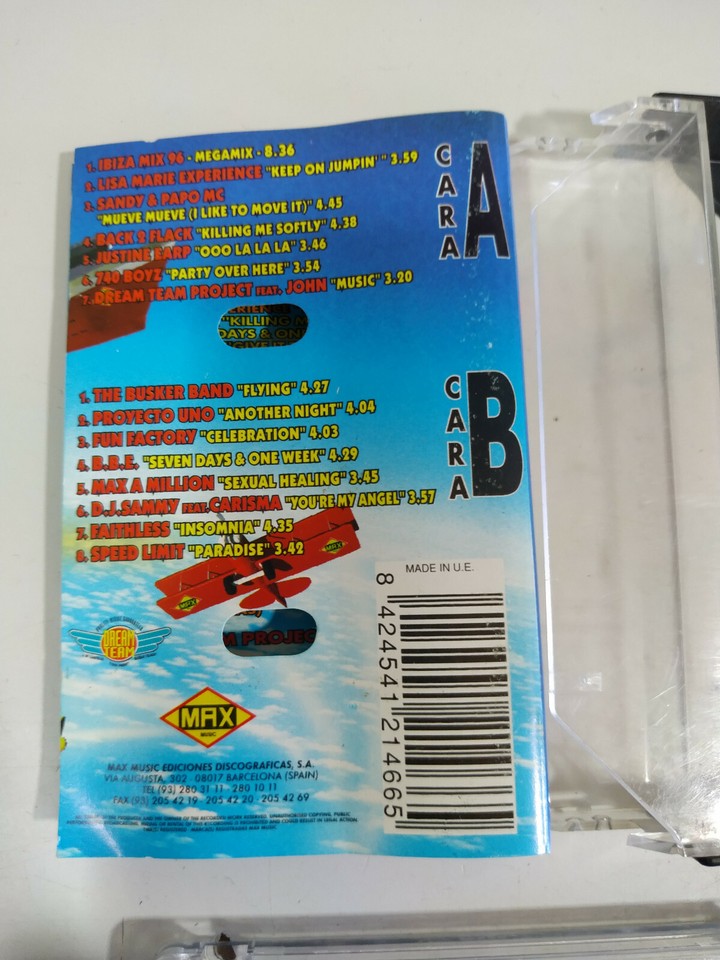 1. IBIZA MIX 96 - MEGAMIX - 8.36
2. LISA MARIE EXPERIENCE "KEEP ON JUMPIN'" 3.59
3. SANDY & PAPO MC
"MUEVE MUEVE (I LIKE TO MOVE IT)" 4.45
4. BACK 2 FLACK "KILLING ME SOFTLY" 4.38
5. JUSTINE EARP "OOO LA LA LA" 3.46
6. 740 BOYZ "PARTY OVER HERE" 3.54
7. DREAM TEAM PROJECT FEAT. JOHN "MUSIC" 3.20
CARA A
"KILLING M
DAYS & ON
"GIVE IT
1. THE BUSKER BAND "FLYING" 4.27
2. PROYECTO UNO "ANOTHER NIGHT" 4.04
3. FUN FACTORY "CELEBRATION" 4.03
4. B.B.E. "SEVEN DAYS & ONE WEEK" 4.29
5. MAX A MILLION "SEXUAL HEALING" 3.45
6. D.J. SAMMY FEAT. CARISMA "YOU'RE MY ANGEL" 3.57
7. FAITHLESS "INSOMNIA" 4.35
8. SPEED LIMIT "PARADISE" 3.42
CARA B
MAX
MAX
M PROJEC
DREAM
TEAM
MADE IN U.E.
8 424541 214665
MAX
MUSIC
MAX MUSIC EDICIONES DISCOGRAFICAS, S.A.
VIA AUGUSTA, 302 - 08017 BARCELONA (SPAIN)
TEL (93) 280 31 11 - 280 10 11
FAX (93) 205 42 19 - 205 42 20 - 205 42 69